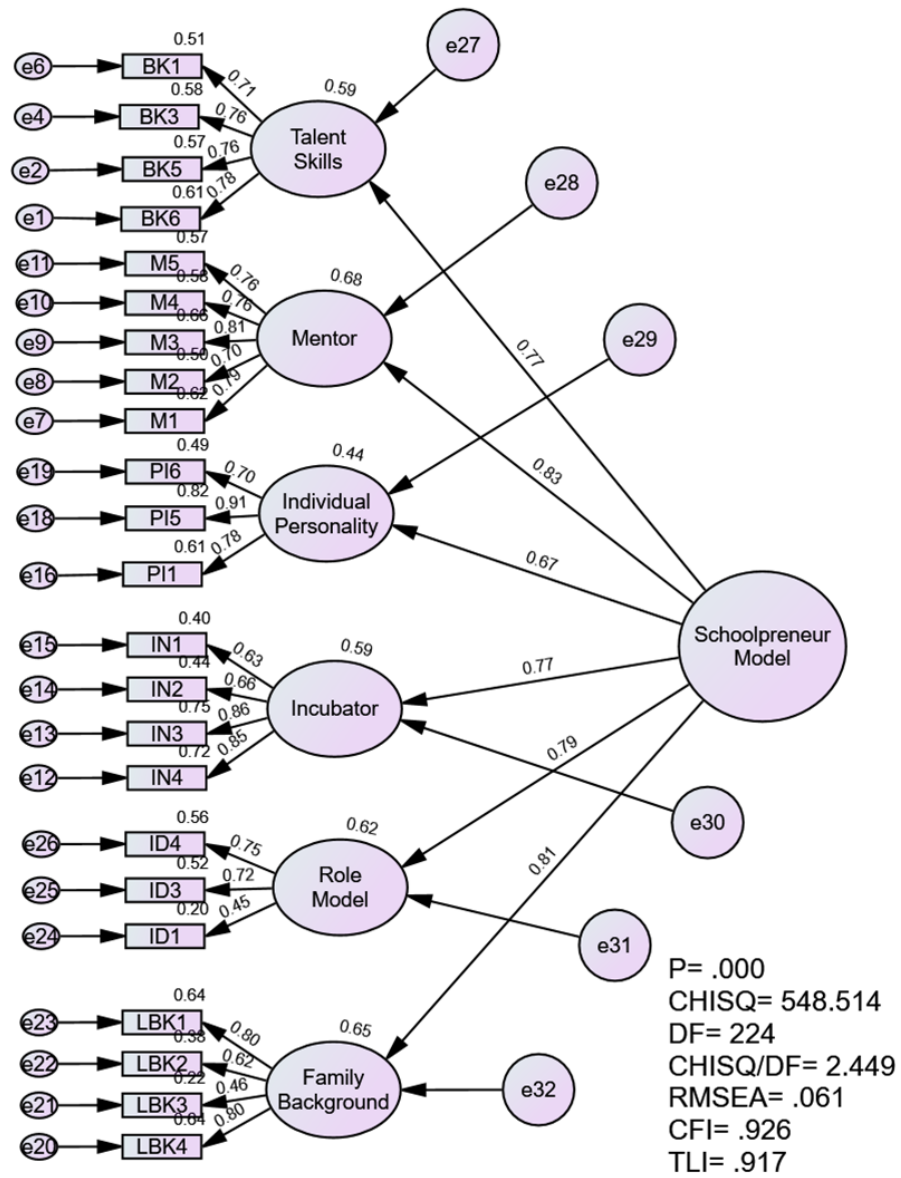 0.51
e6 BK1 0.71
0.58
e4 BK3 0.76
0.57
e2 BK5 0.76
0.61
e1 BK6 0.78
0.59
Talent
Skills
e27
0.57
e11 M5 0.76
0.58
e10 M4 0.76
0.66
e9 M3 0.81
0.50
e8 M2 0.70
0.62
e7 M1 0.79
0.68
Mentor
e28
0.49
e19 PI6 0.70
0.82
e18 PI5 0.91
0.61
e16 PI1 0.78
0.44
Individual
Personality
e29
0.40
e15 IN1 0.63
0.44
e14 IN2 0.66
0.75
e13 IN3 0.86
0.72
e12 IN4 0.85
0.59
Incubator
e30
0.56
e26 ID4 0.75
0.52
e25 ID3 0.72
0.20
e24 ID1 0.45
0.62
Role
Model
e31
0.64
e23 LBK1 0.80
0.38
e22 LBK2 0.62
0.22
e21 LBK3 0.46
0.64
e20 LBK4 0.80
0.65
Family
Background
e32
0.77
0.83
0.67
0.77
0.79
0.81
Schoolpreneur
Model
P= .000
CHISQ= 548.514
DF= 224
CHISQ/DF= 2.449
RMSEA= .061
CFI= .926
TLI= .917